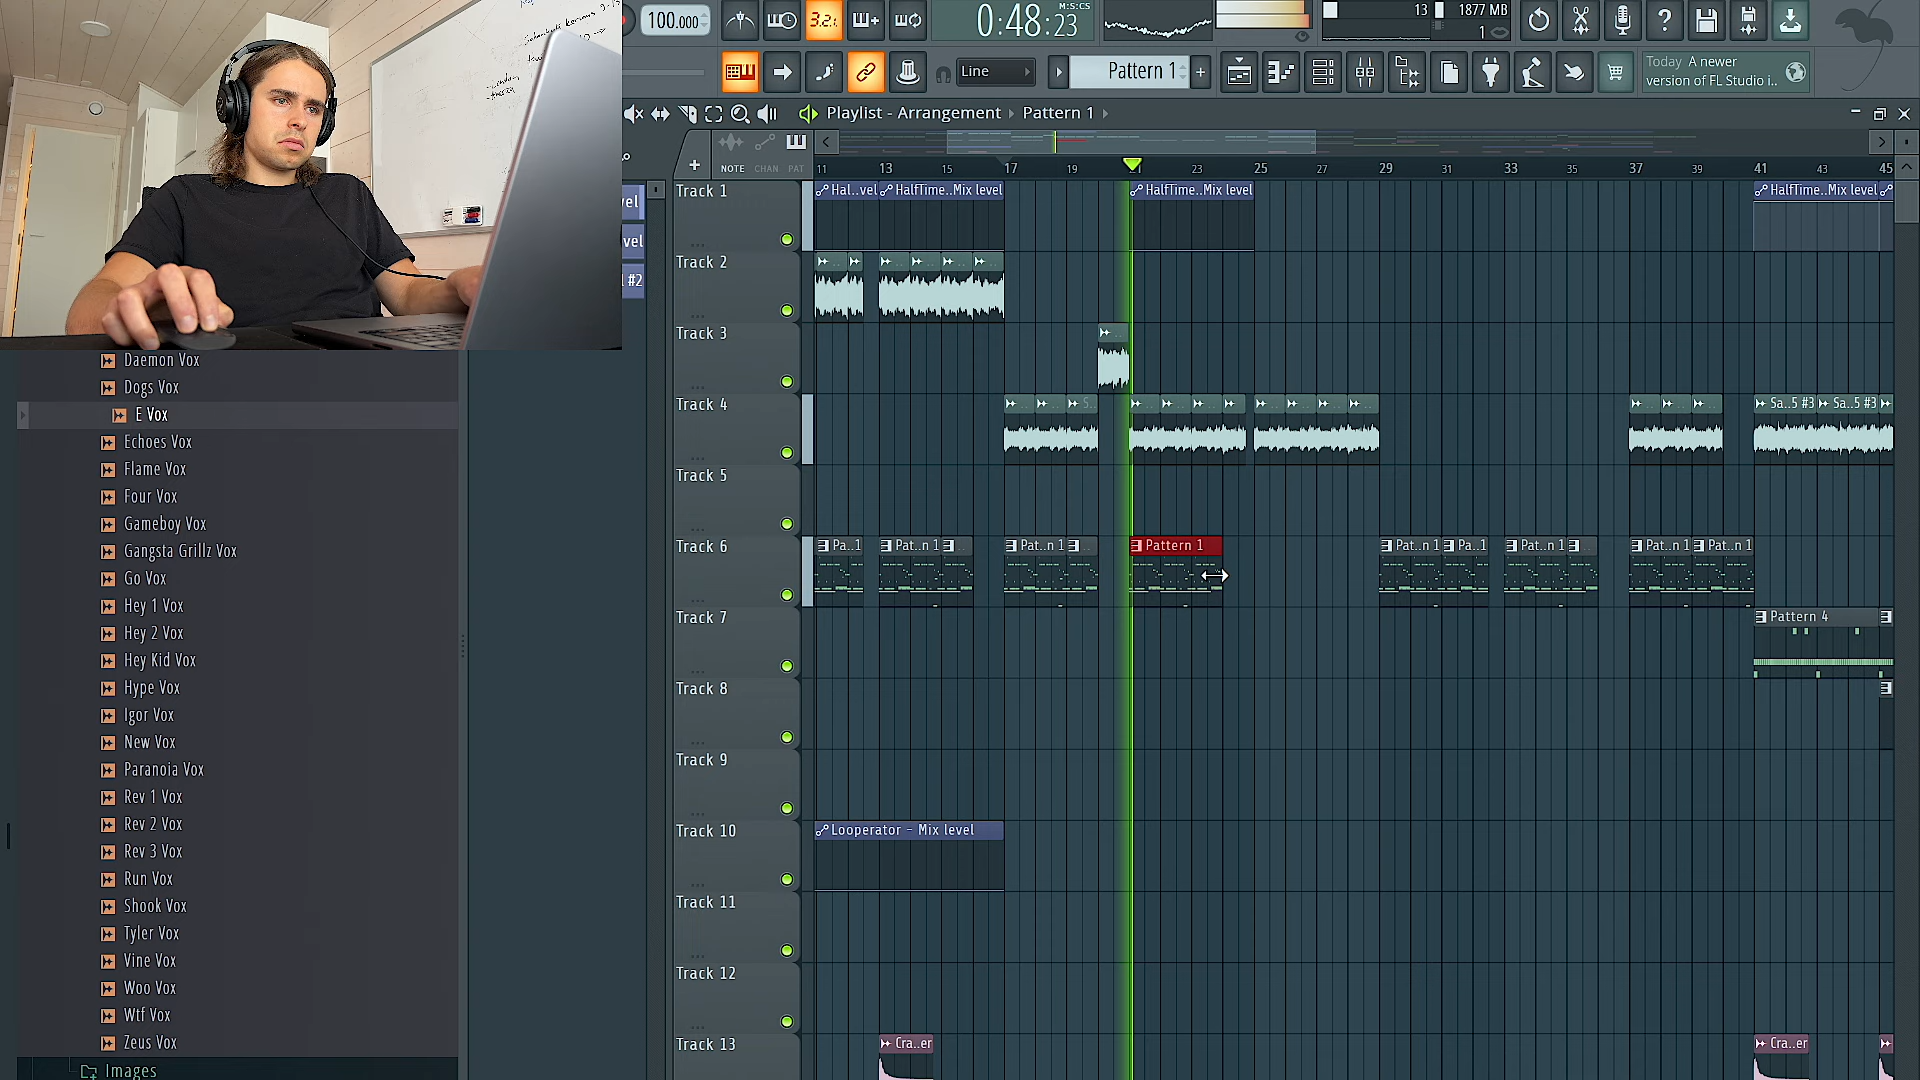 100.000
3.2.
0:48:23
M:S:CS
13
1877 MB
1
Line
Pattern 1
+
Today A newer
version of FL Studio i..
Playlist - Arrangement
Pattern 1
NOTE
CHAN
PAT
11
13
15
17
19
21
23
25
27
29
31
33
35
37
39
41
43
45
vel
vel
l #2
Track 1
Hal..vel
HalfTime..Mix level
HalfTime..Mix level
HalfTime..Mix level
Track 2
Track 3
Track 4
Sa..5 #3
Sa..5 #3
Track 5
Track 6
Pa..1
Pat..n 1
Pat..n 1
Pattern 1
Pat..n 1
Pa..1
Pat..n 1
Pat..n 1
Pat..n 1
Track 7
Pattern 4
Track 8
Track 9
Track 10
Looperator - Mix level
Track 11
Track 12
Track 13
Cra..er
Cra..er
Daemon Vox
Dogs Vox
E Vox
Echoes Vox
Flame Vox
Four Vox
Gameboy Vox
Gangsta Grillz Vox
Go Vox
Hey 1 Vox
Hey 2 Vox
Hey Kid Vox
Hype Vox
Igor Vox
New Vox
Paranoia Vox
Rev 1 Vox
Rev 2 Vox
Rev 3 Vox
Run Vox
Shook Vox
Tyler Vox
Vine Vox
Woo Vox
Wtf Vox
Zeus Vox
Images